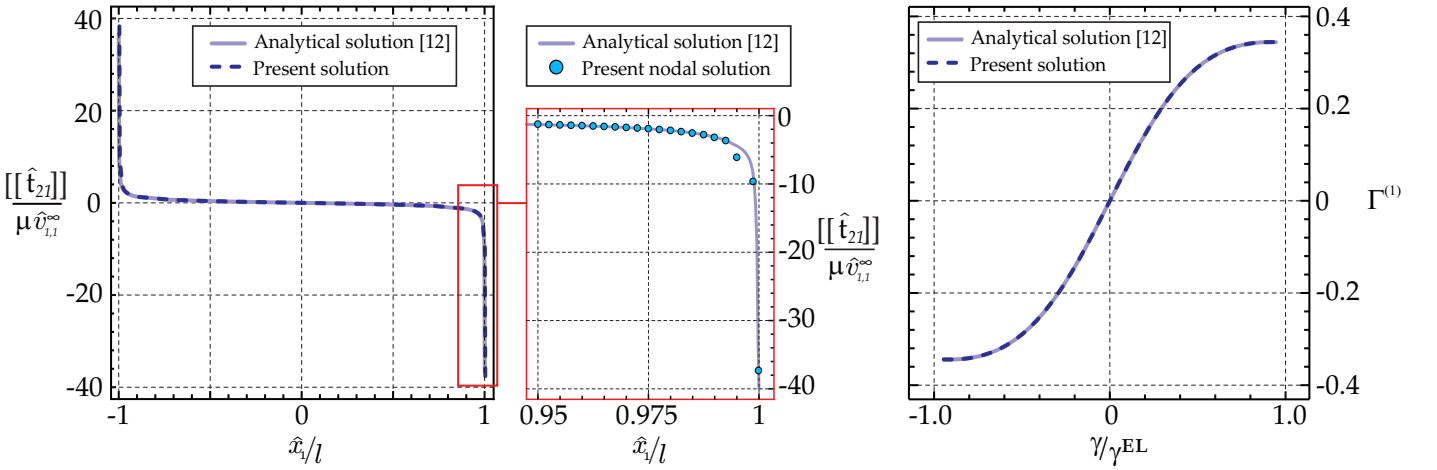 40
20
0
-20
-40
-1
0
1
[[t̂₂₁]]
μv̂^∞_{1,1}
x̂₁/l
Analytical solution [12]
Present solution
Analytical solution [12]
Present nodal solution
-0
-10
-20
-30
-40
0.95
0.975
1
[[t̂₂₁]]
μv̂^∞_{1,1}
x̂₁/l
Analytical solution [12]
Present solution
0.4
0.2
0
-0.2
-0.4
-1.0
0
1.0
Γ⁽¹⁾
γ/γ^EL